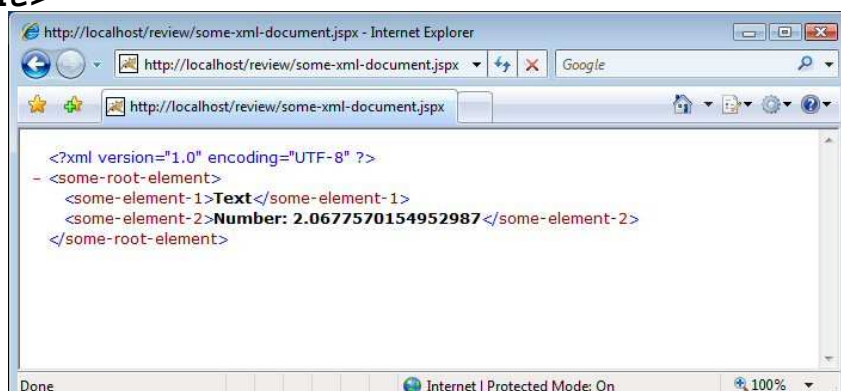 http://localhost/review/some-xml-document.jspx - Internet Explorer
http://localhost/review/some-xml-document.jspx
Google
http://localhost/review/some-xml-document.jspx
<?xml version="1.0" encoding="UTF-8" ?>
- <some-root-element>
<some-element-1>Text</some-element-1>
<some-element-2>Number: 2.0677570154952987</some-element-2>
</some-root-element>
Done
Internet | Protected Mode: On
100%